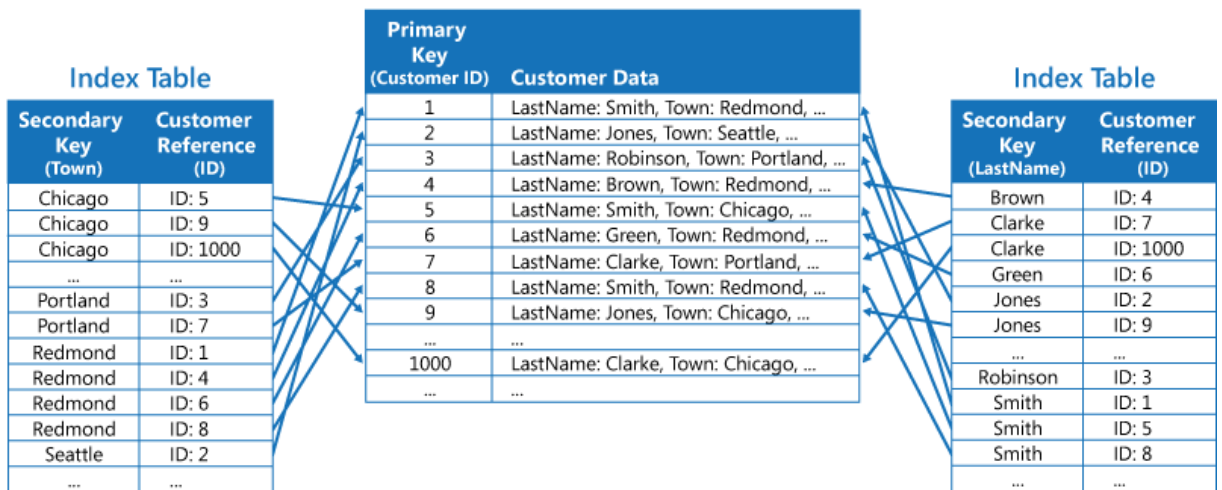 Index Table
Secondary Key (Town) Customer Reference (ID)
Chicago ID: 5
Chicago ID: 9
Chicago ID: 1000
... ...
Portland ID: 3
Portland ID: 7
Redmond ID: 1
Redmond ID: 4
Redmond ID: 6
Redmond ID: 8
Seattle ID: 2
... ...
Primary Key (Customer ID) Customer Data
1 LastName: Smith, Town: Redmond, ...
2 LastName: Jones, Town: Seattle, ...
3 LastName: Robinson, Town: Portland, ...
4 LastName: Brown, Town: Redmond, ...
5 LastName: Smith, Town: Chicago, ...
6 LastName: Green, Town: Redmond, ...
7 LastName: Clarke, Town: Portland, ...
8 LastName: Smith, Town: Redmond, ...
9 LastName: Jones, Town: Chicago, ...
... ...
1000 LastName: Clarke, Town: Chicago, ...
... ...
Index Table
Secondary Key (LastName) Customer Reference (ID)
Brown ID: 4
Clarke ID: 7
Clarke ID: 1000
Green ID: 6
Jones ID: 2
Jones ID: 9
... ...
Robinson ID: 3
Smith ID: 1
Smith ID: 5
Smith ID: 8
... ...